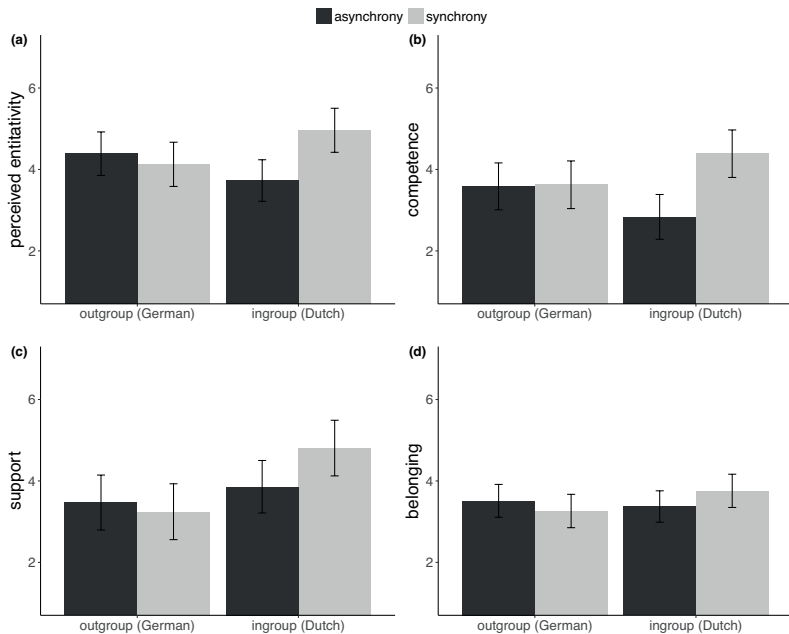 asynchrony synchrony
(a)
perceived entitativity
6
4
2
outgroup (German) ingroup (Dutch)
(b)
competence
6
4
2
outgroup (German) ingroup (Dutch)
(c)
support
6
4
2
outgroup (German) ingroup (Dutch)
(d)
belonging
6
4
2
outgroup (German) ingroup (Dutch)